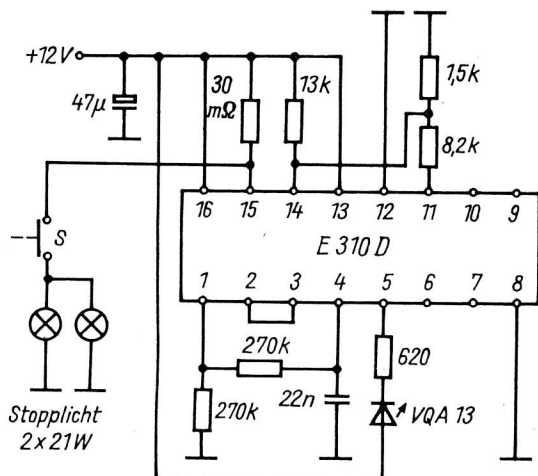 +12V
47µ
30
mΩ
13k
1,5k
8,2k
16 15 14 13 12 11 10 9
E 310 D
1 2 3 4 5 6 7 8
S
270k
270k
22n
620
VQA 13
Stopplicht
2x21W